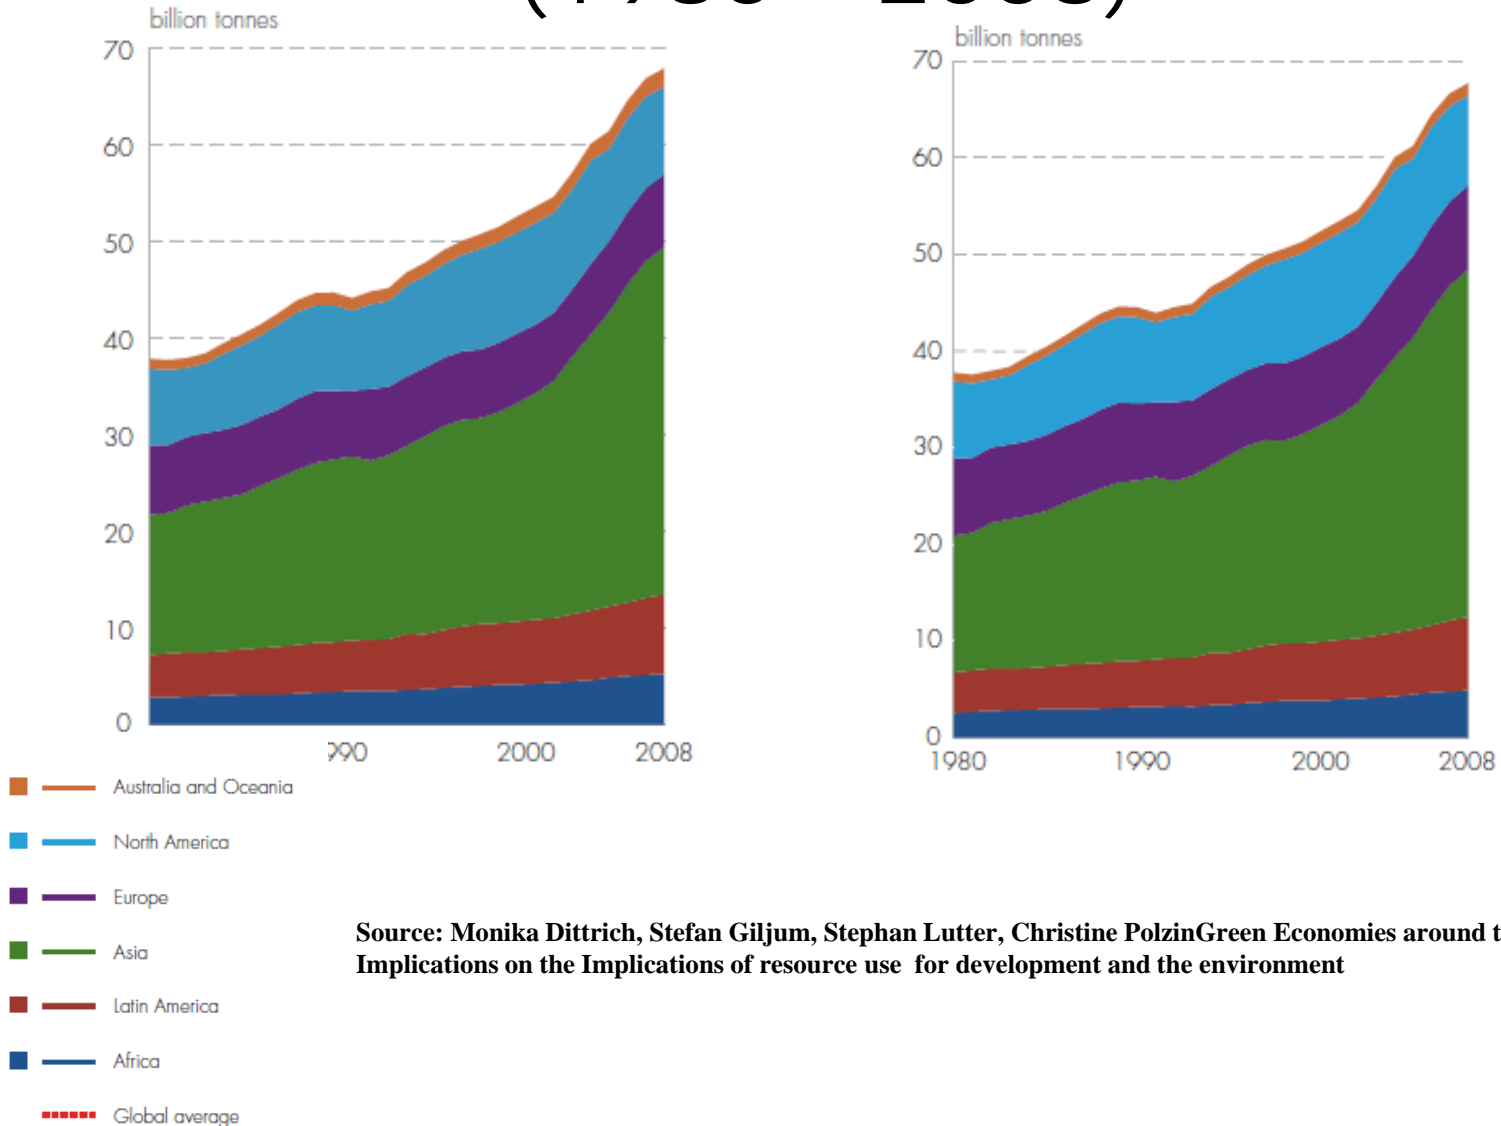 billion tonnes
70
60
50
40
30
20
10
0
990 2000 2008
billion tonnes
70
60
50
40
30
20
10
0
1980 1990 2000 2008
Australia and Oceania
North America
Europe
Asia
Latin America
Africa
Global average
Source: Monika Dittrich, Stefan Giljum, Stephan Lutter, Christine PolzinGreen Economies around t
Implications on the Implications of resource use for development and the environment